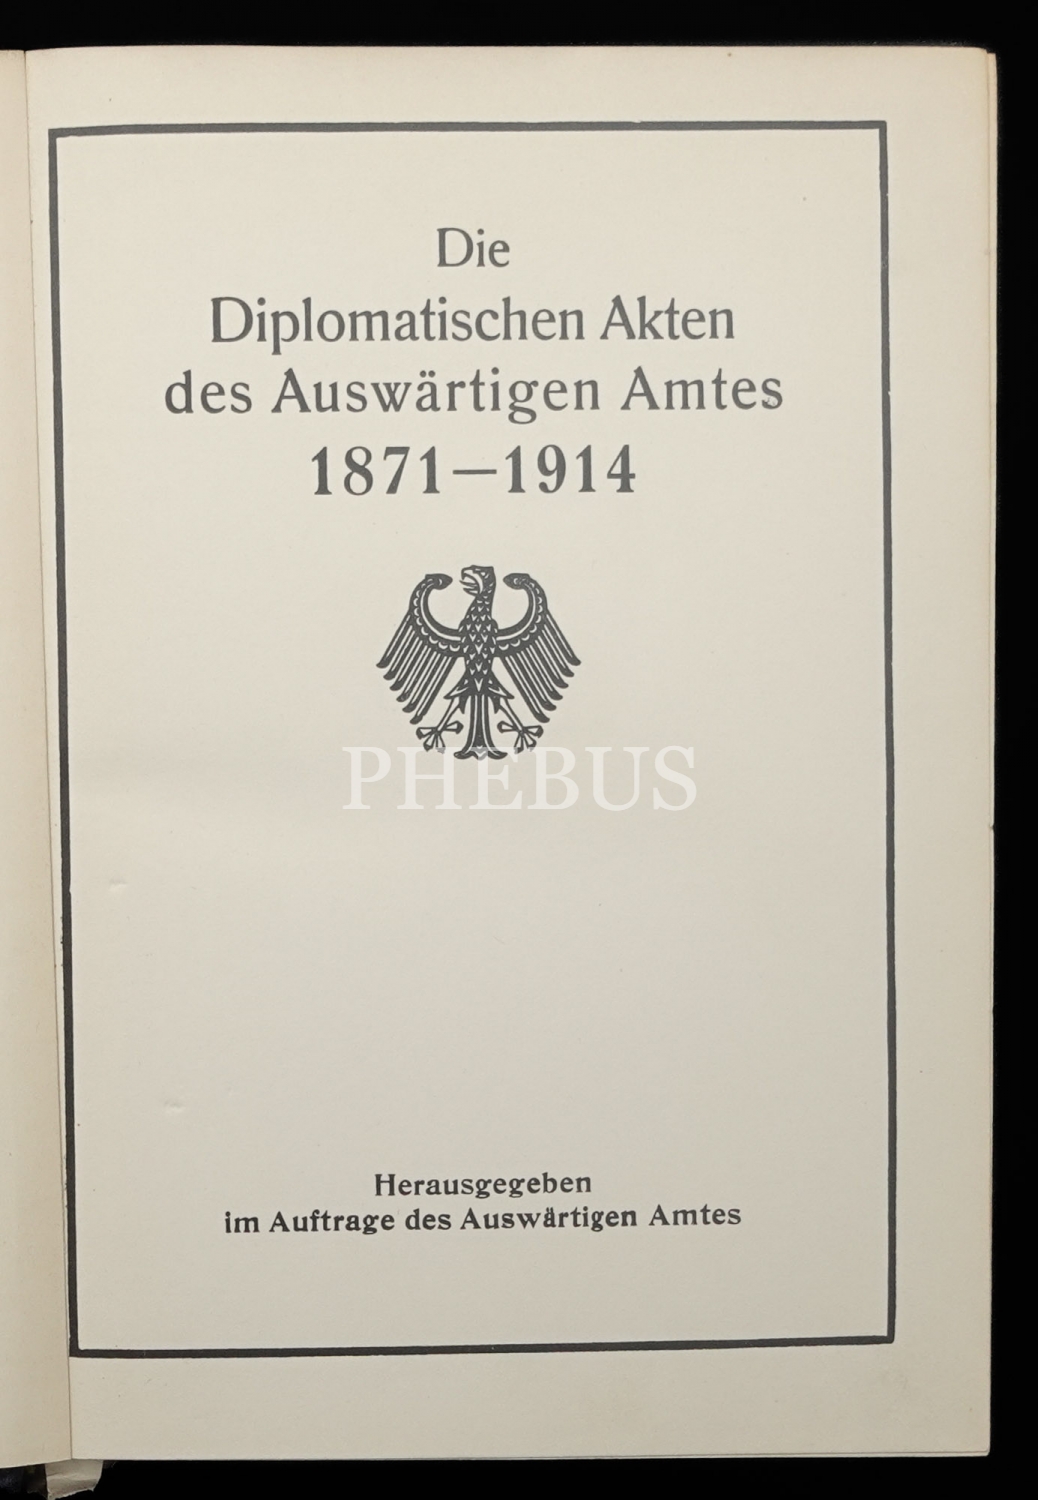 Die
Diplomatischen Akten
des Auswärtigen Amtes
1871—1914
PHEBUS
Herausgegeben
im Auftrage des Auswärtigen Amtes